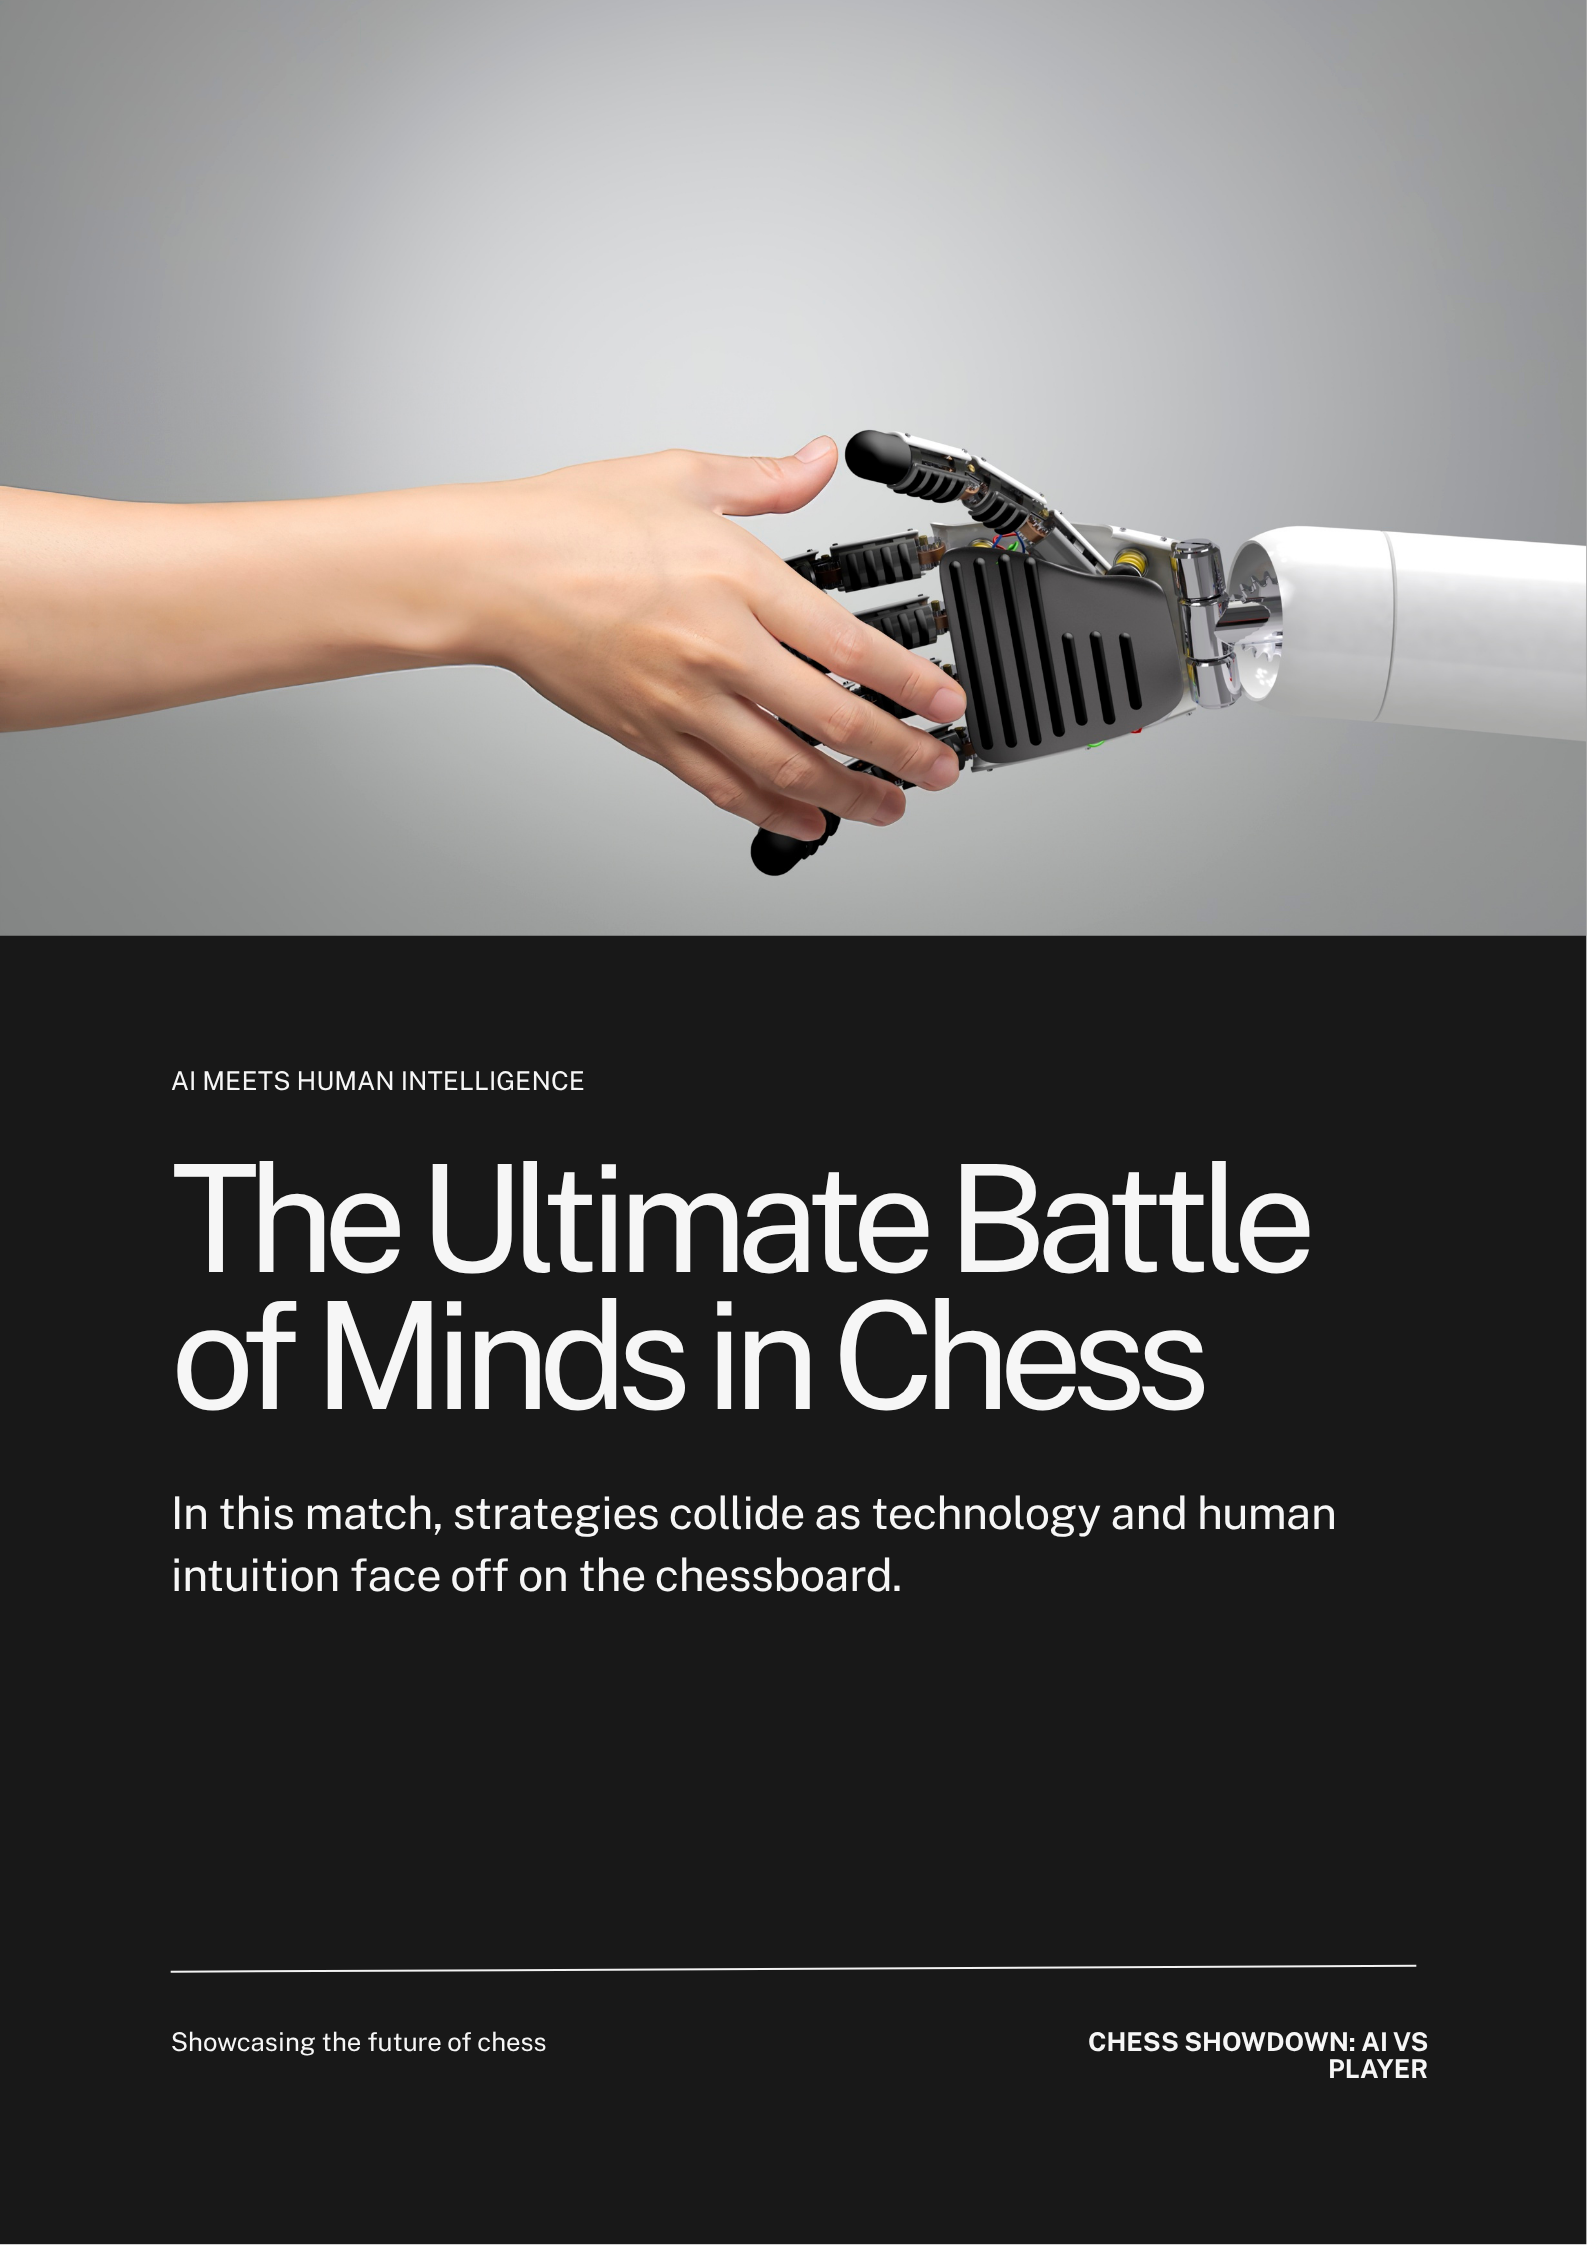 AI MEETS HUMAN INTELLIGENCE
The Ultimate Battle
of Minds in Chess
In this match, strategies collide as technology and human
intuition face off on the chessboard.
Showcasing the future of chess
CHESS SHOWDOWN: AI VS
PLAYER